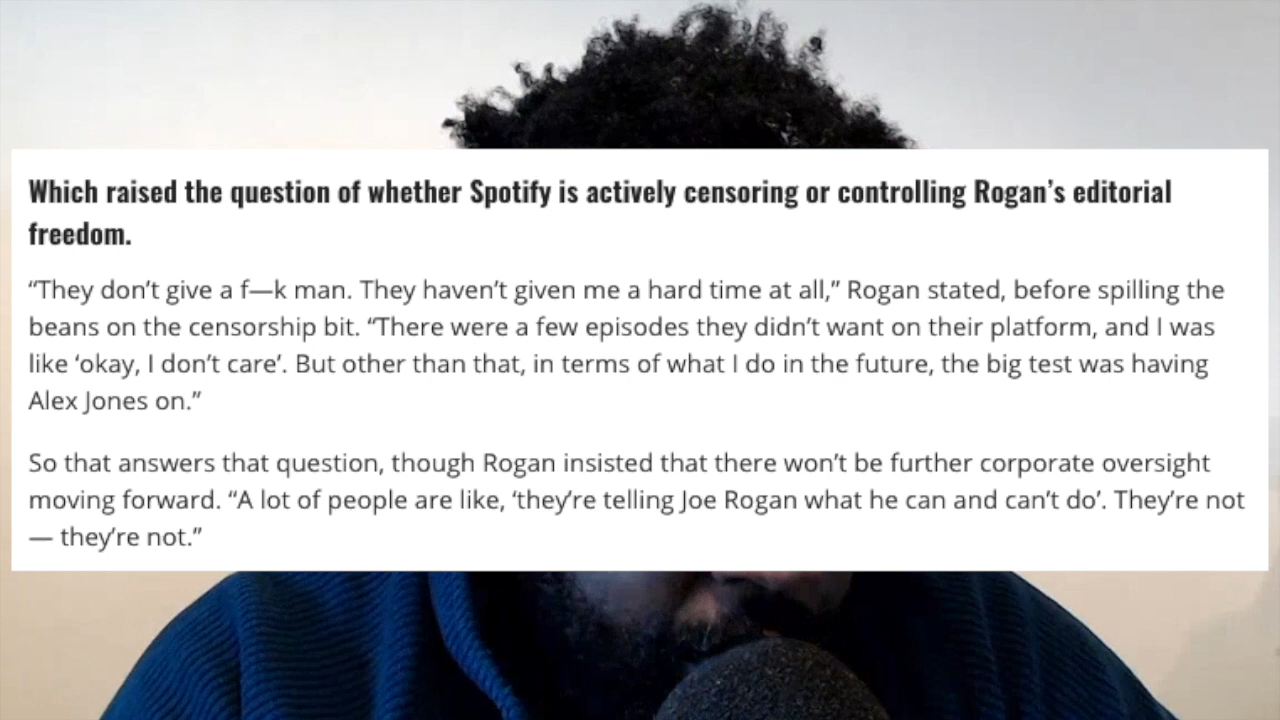 Which raised the question of whether Spotify is actively censoring or controlling Rogan’s editorial
freedom.
“They don’t give a f—k man. They haven’t given me a hard time at all,” Rogan stated, before spilling the
beans on the censorship bit. “There were a few episodes they didn’t want on their platform, and I was
like ‘okay, I don’t care’. But other than that, in terms of what I do in the future, the big test was having
Alex Jones on.”
So that answers that question, though Rogan insisted that there won’t be further corporate oversight
moving forward. “A lot of people are like, ‘they’re telling Joe Rogan what he can and can’t do’. They’re not
— they’re not.”